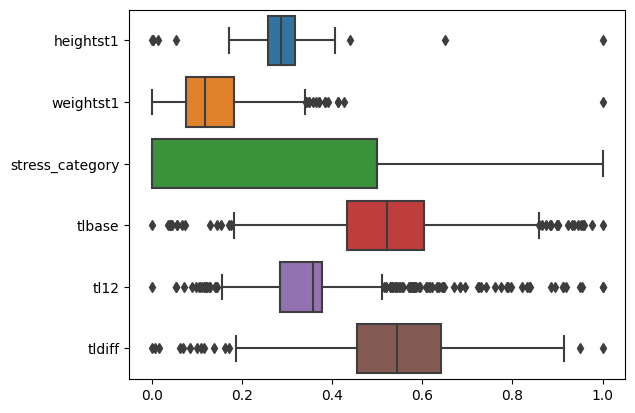 heightst1
weightst1
stress_category
tlbase
tl12
tldiff
0.0 0.2 0.4 0.6 0.8 1.0